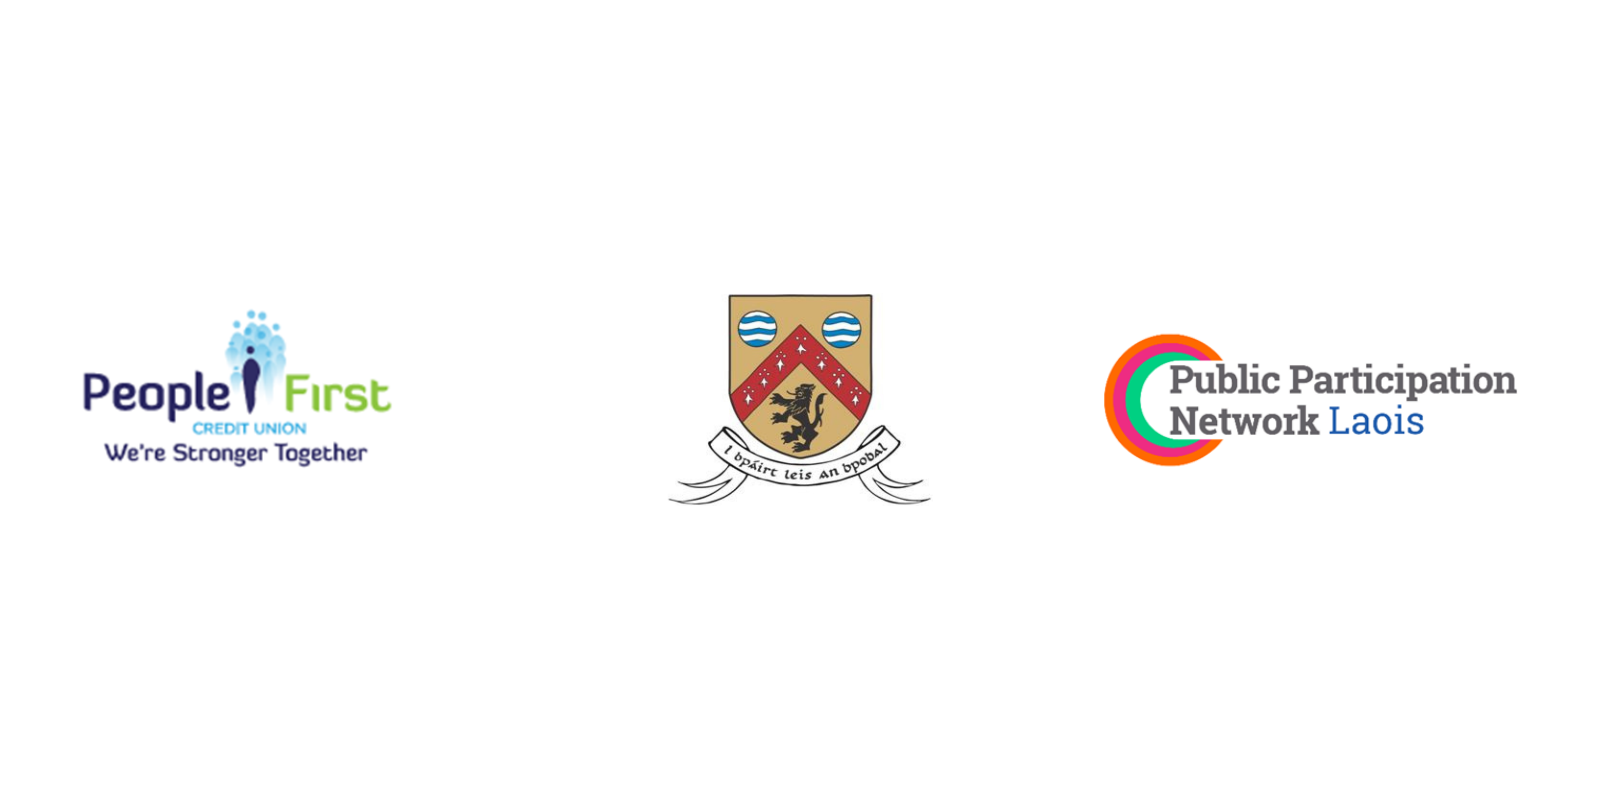 People First
CREDIT UNION
We're Stronger Together
I bpáirt leis an bpobal
Public Participation
Network Laois